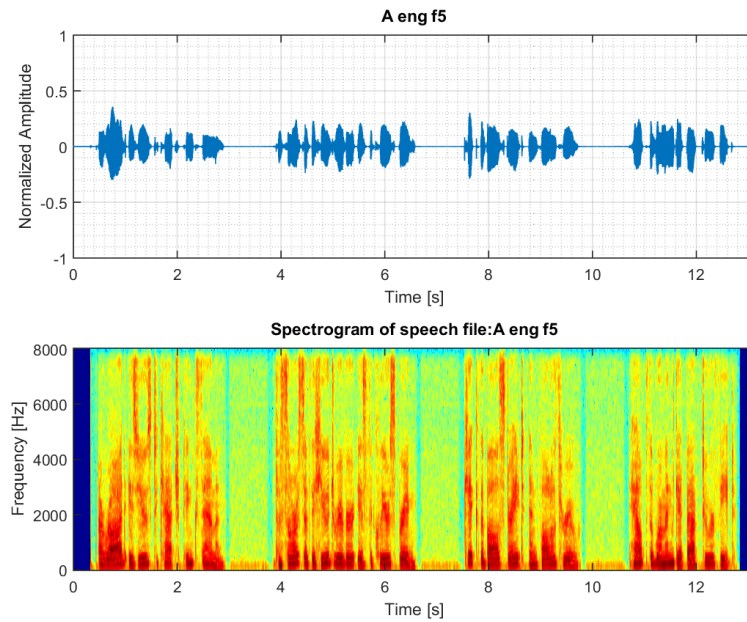 A eng f5
1
0.5
0
-0.5
-1
Normalized Amplitude
0 2 4 6 8 10 12
Time [s]
Spectrogram of speech file:A eng f5
8000
6000
4000
2000
0
Frequency [Hz]
0 2 4 6 8 10 12
Time [s]